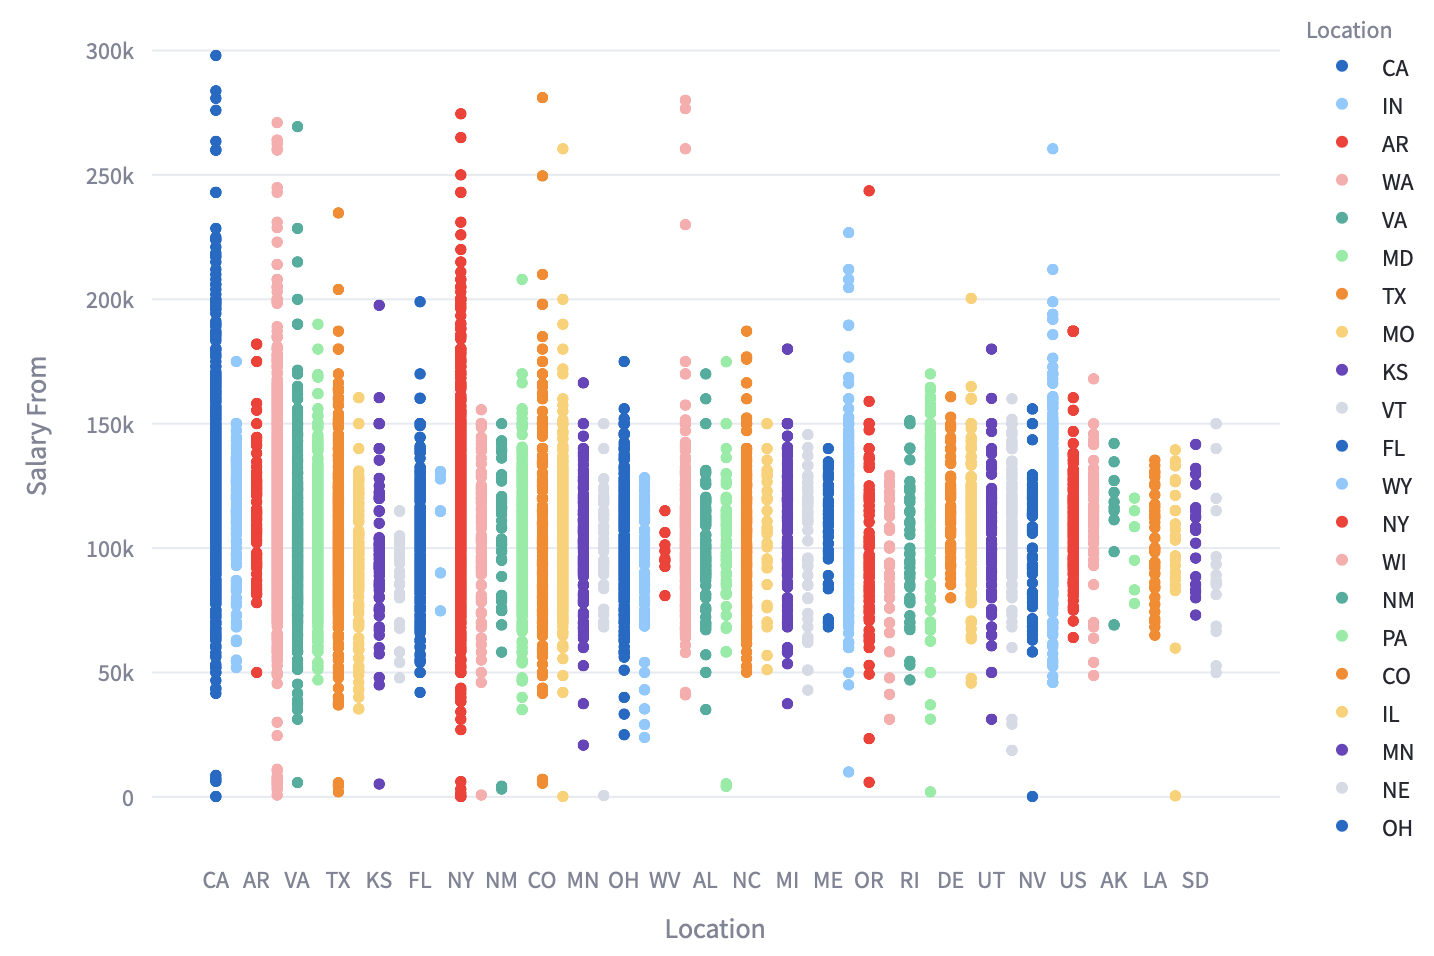 Location
300k
250k
200k
150k
100k
50k
0
Salary From
CA AR VA TX KS FL NY NM CO MN OH WV AL NC MI ME OR RI DE UT NV US AK LA SD
Location
CA
IN
AR
WA
VA
MD
TX
MO
KS
VT
FL
WY
NY
WI
NM
PA
CO
IL
MN
NE
OH